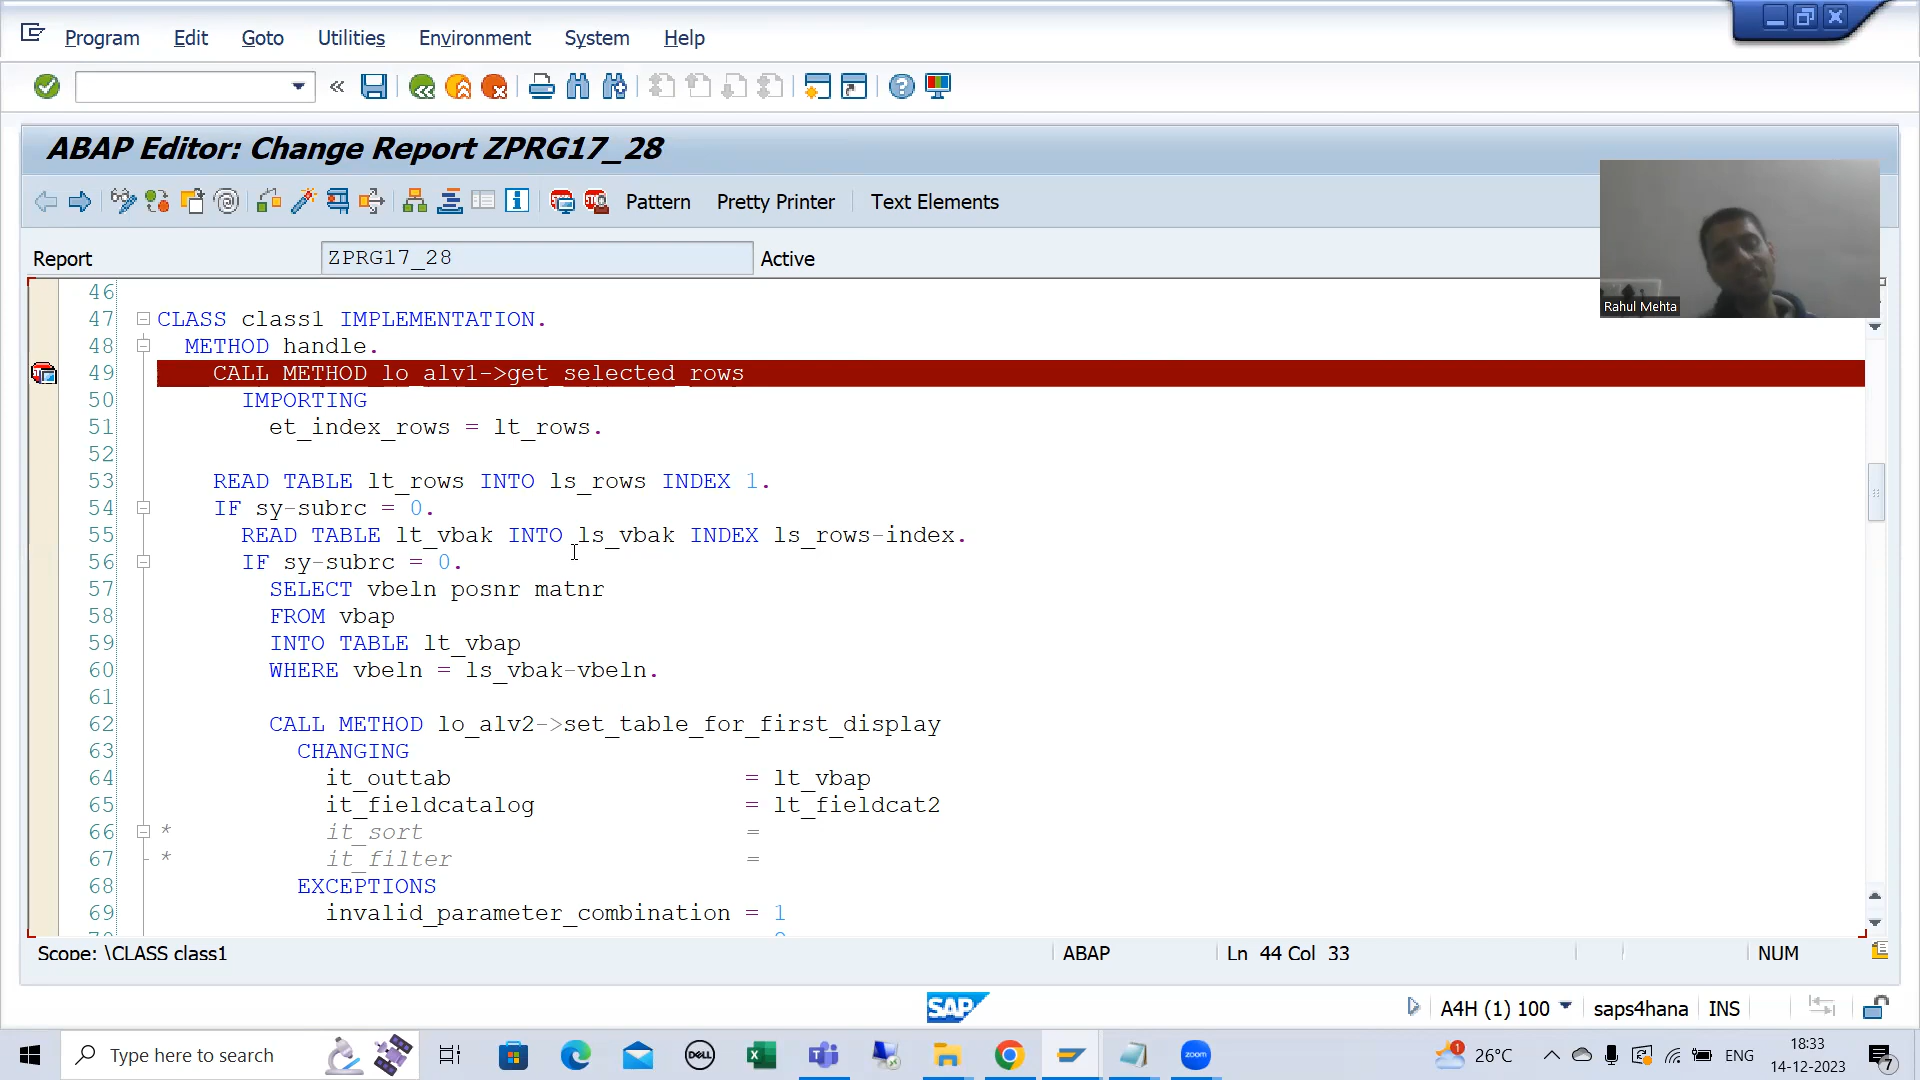 Program Edit Goto Utilities Environment System Help
«
ABAP Editor: Change Report ZPRG17_28
Pattern Pretty Printer Text Elements
Report ZPRG17_28 Active
Rahul Mehta
46
47 CLASS class1 IMPLEMENTATION.
48 METHOD handle.
49 CALL METHOD lo_alv1->get_selected_rows
50 IMPORTING
51 et_index_rows = lt_rows.
52
53 READ TABLE lt_rows INTO ls_rows INDEX 1.
54 IF sy-subrc = 0.
55 READ TABLE lt_vbak INTO ls_vbak INDEX ls_rows-index.
56 IF sy-subrc = 0.
57 SELECT vbeln posnr matnr
58 FROM vbap
59 INTO TABLE lt_vbap
60 WHERE vbeln = ls_vbak-vbeln.
61
62 CALL METHOD lo_alv2->set_table_for_first_display
63 CHANGING
64 it_outtab = lt_vbap
65 it_fieldcatalog = lt_fieldcat2
66 * it_sort =
67 * it_filter =
68 EXCEPTIONS
69 invalid_parameter_combination = 1
Scope: \CLASS class1 ABAP Ln 44 Col 33 NUM
SAP A4H (1) 100 saps4hana INS
Type here to search DELL zoom 1 26°C ENG 18:33
14-12-2023 7